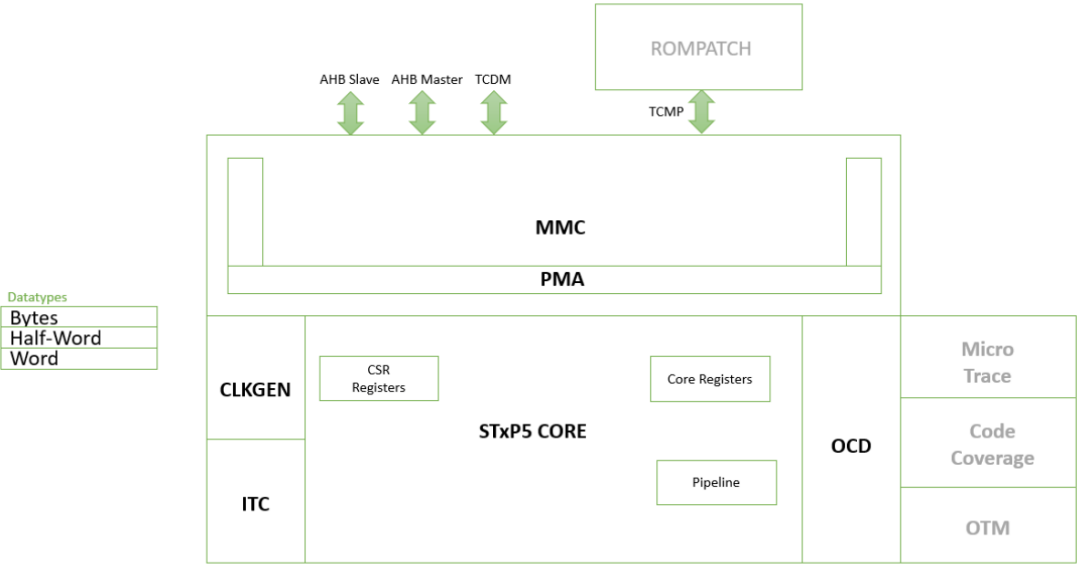 ROMPATCH
AHB Slave
AHB Master
TCDM
TCMP
MMC
PMA
Datatypes
Bytes
Half-Word
Word
CLKGEN
ITC
CSR
Registers
Core Registers
STxP5 CORE
Pipeline
OCD
Micro
Trace
Code
Coverage
OTM